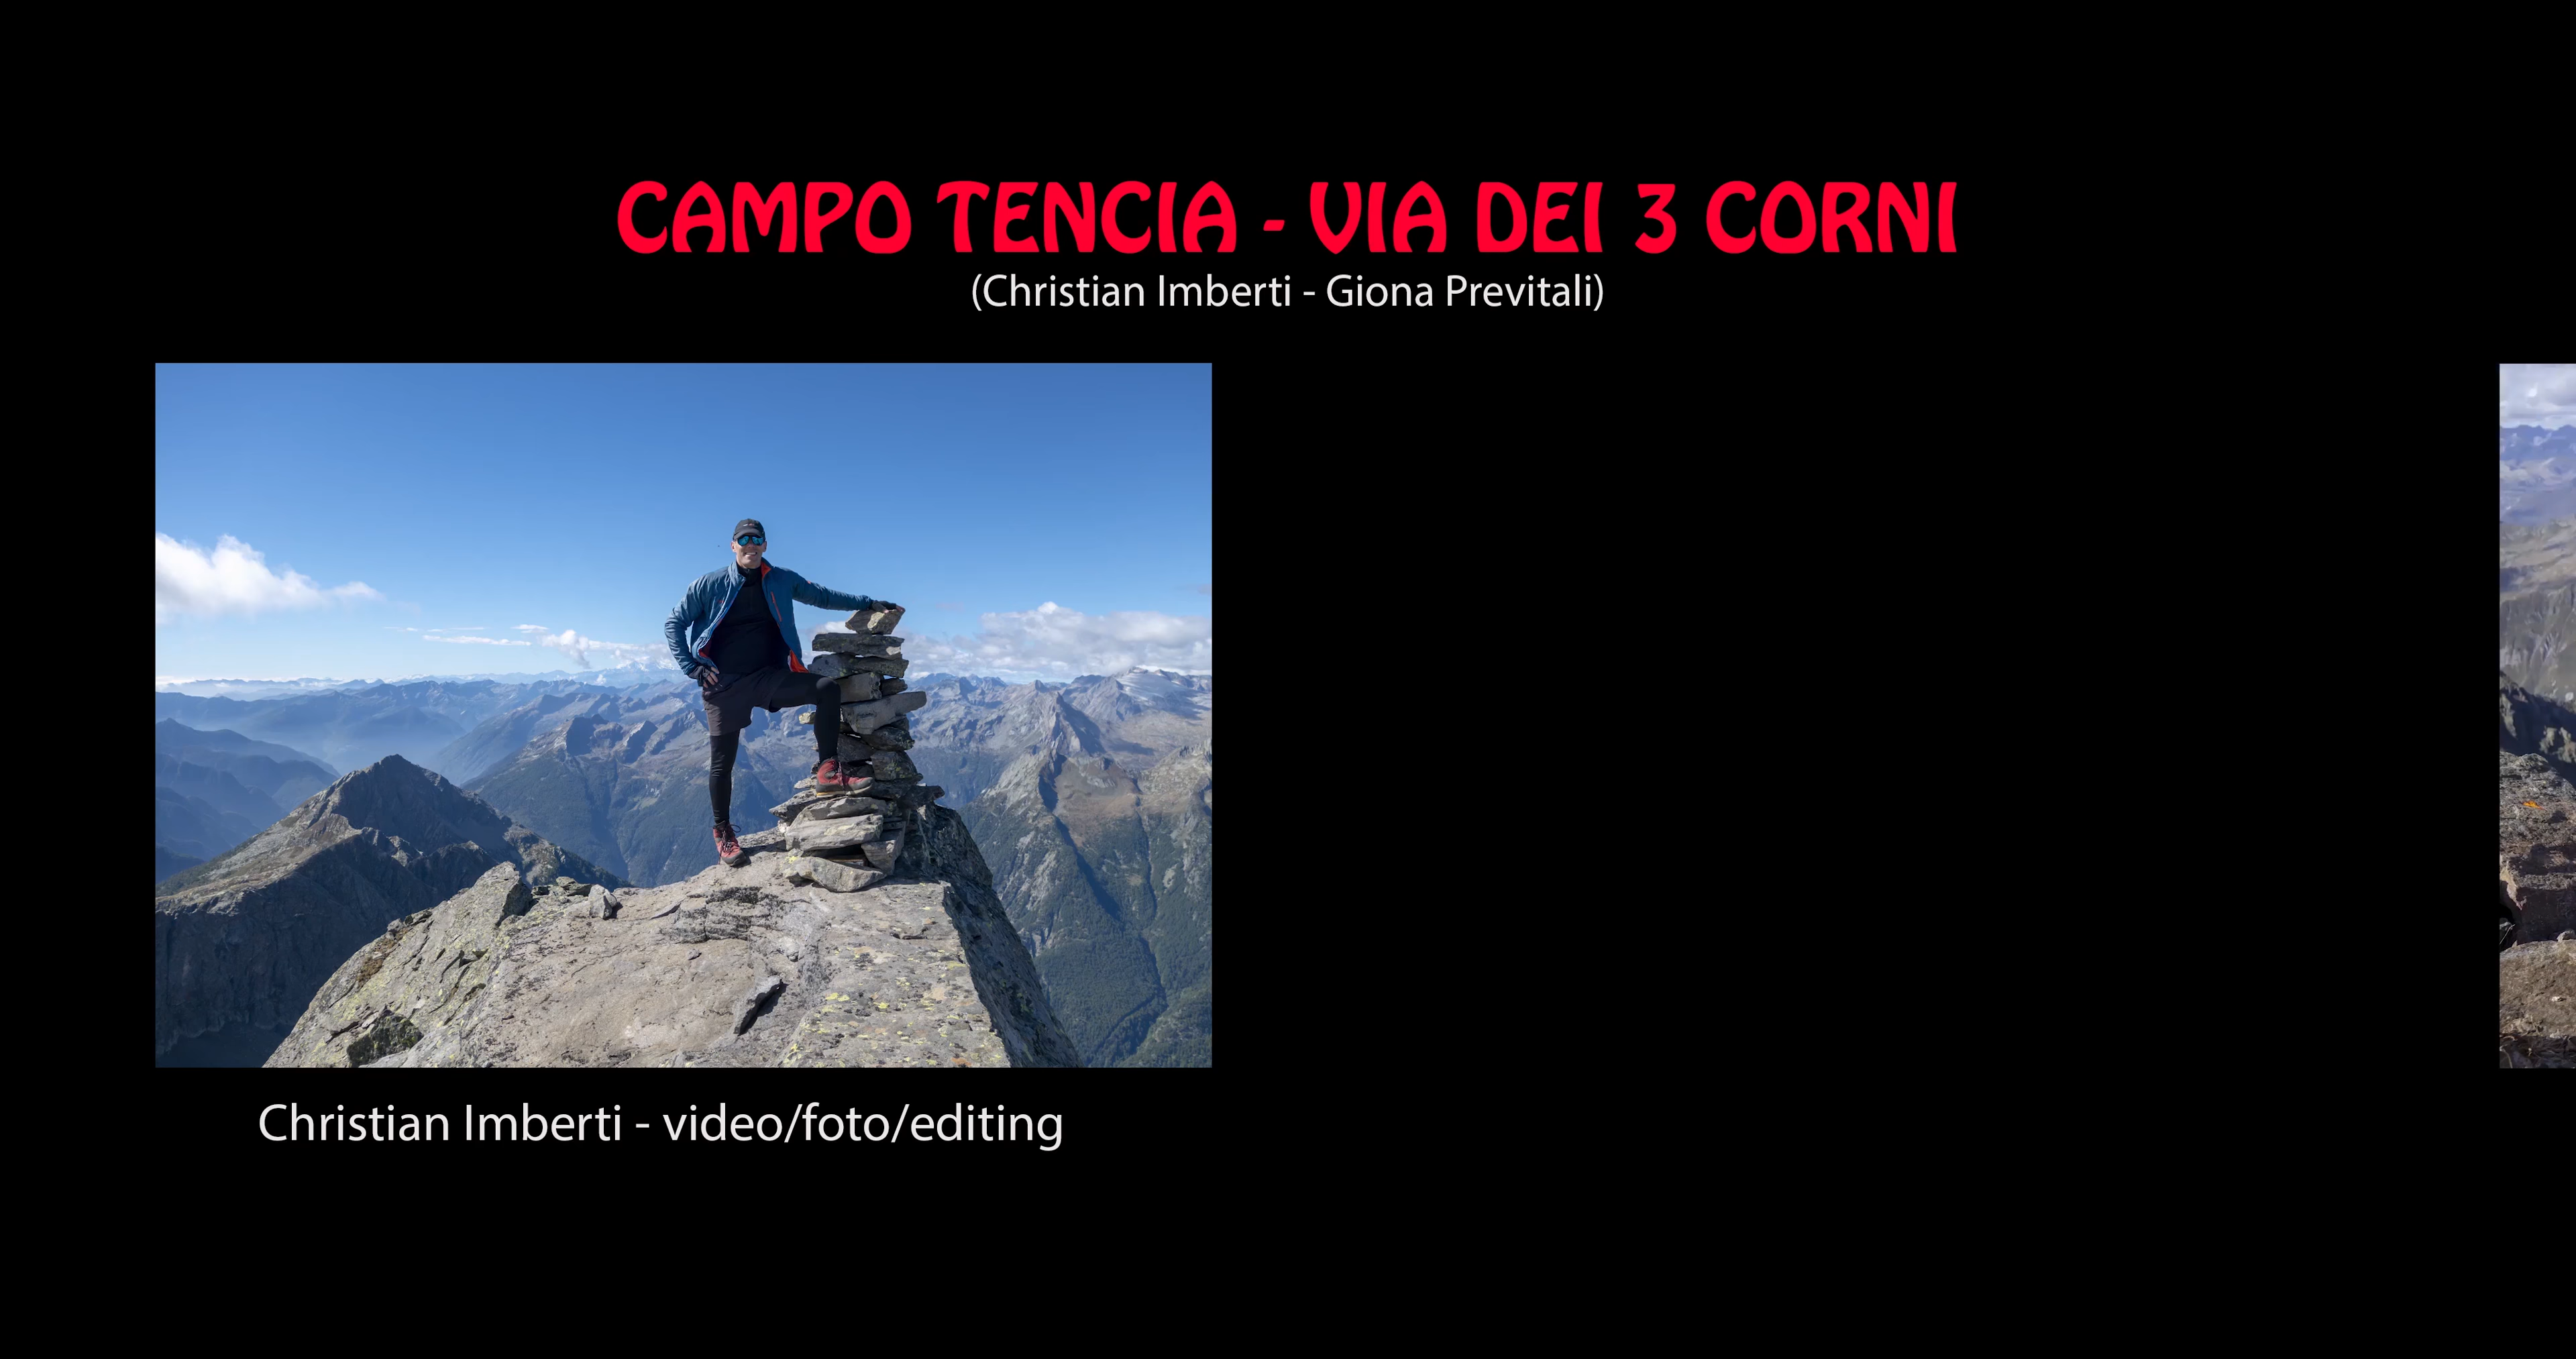 CAMPO TENCIA - VIA DEI 3 CORNI
(Christian Imberti - Giona Previtali)
Christian Imberti - video/foto/editing